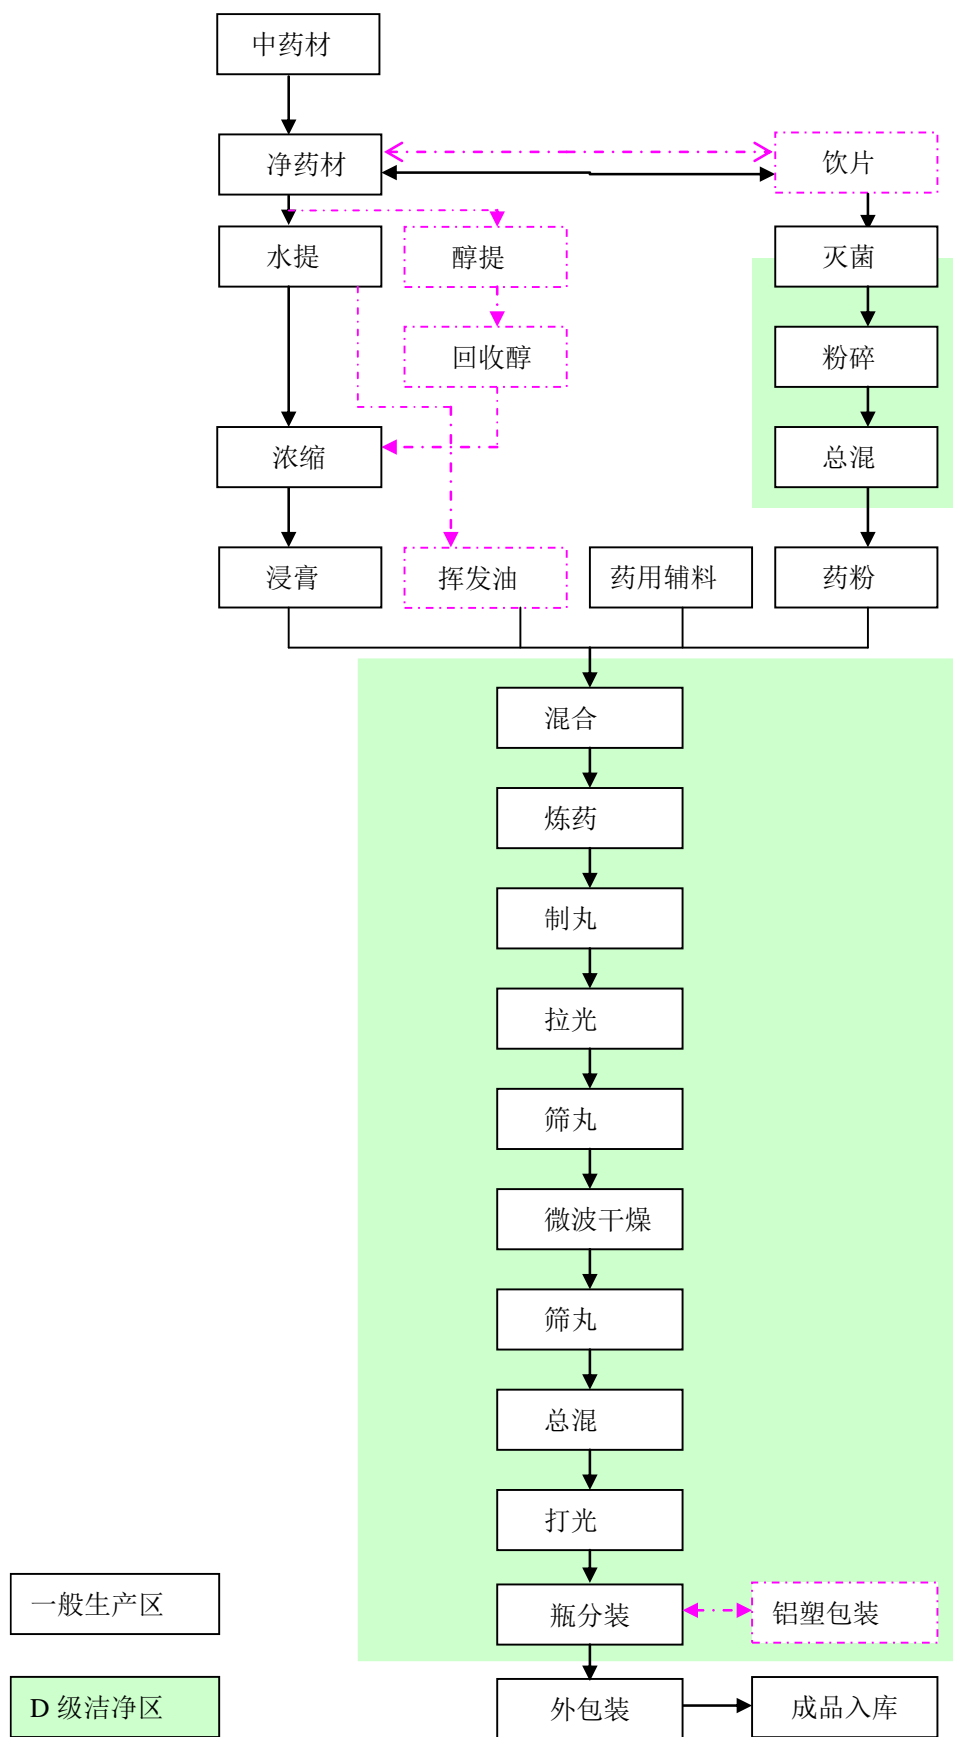 中药材
净药材
饮片
水提
醇提
灭菌
回收醇
粉碎
浓缩
总混
浸膏
挥发油
药用辅料
药粉
混合
炼药
制丸
拉光
筛丸
微波干燥
筛丸
总混
打光
一般生产区
瓶分装
铝塑包装
D 级洁净区
外包装
成品入库